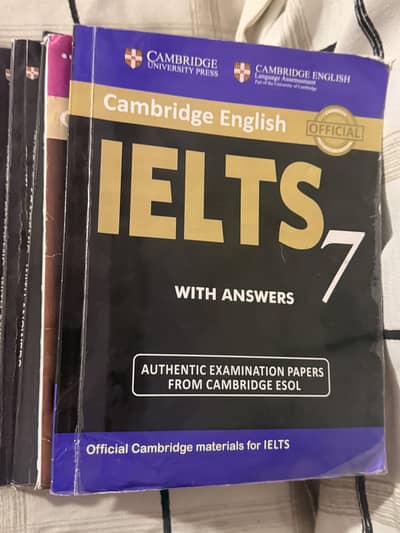 CAMBRIDGE
UNIVERSITY PRESS
CAMBRIDGE ENGLISH
Language Assessment
Part of the University of Cambridge
Cambridge English
OFFICIAL
IELTS 7
WITH ANSWERS
AUTHENTIC EXAMINATION PAPERS
FROM CAMBRIDGE ESOL
Official Cambridge materials for IELTS